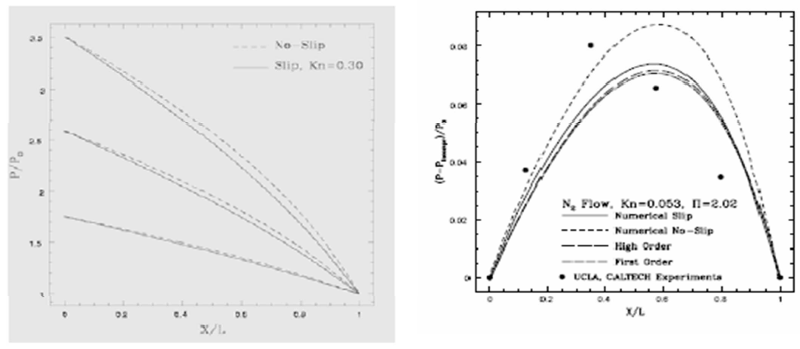 No-Slip
Slip, Kn=0.30
2.5
2
1.5
1
0
0.2
0.4
0.6
0.8
1
X/L
(P-P
)/P
0.08
0.06
0.04
0.02
0
N₂ Flow, Kn=0.053, Π=2.02
Numerical Slip
Numerical No-Slip
High Order
First Order
UCLA, CALTECH Experiments
0
0.2
0.4
0.6
0.8
1
X/L